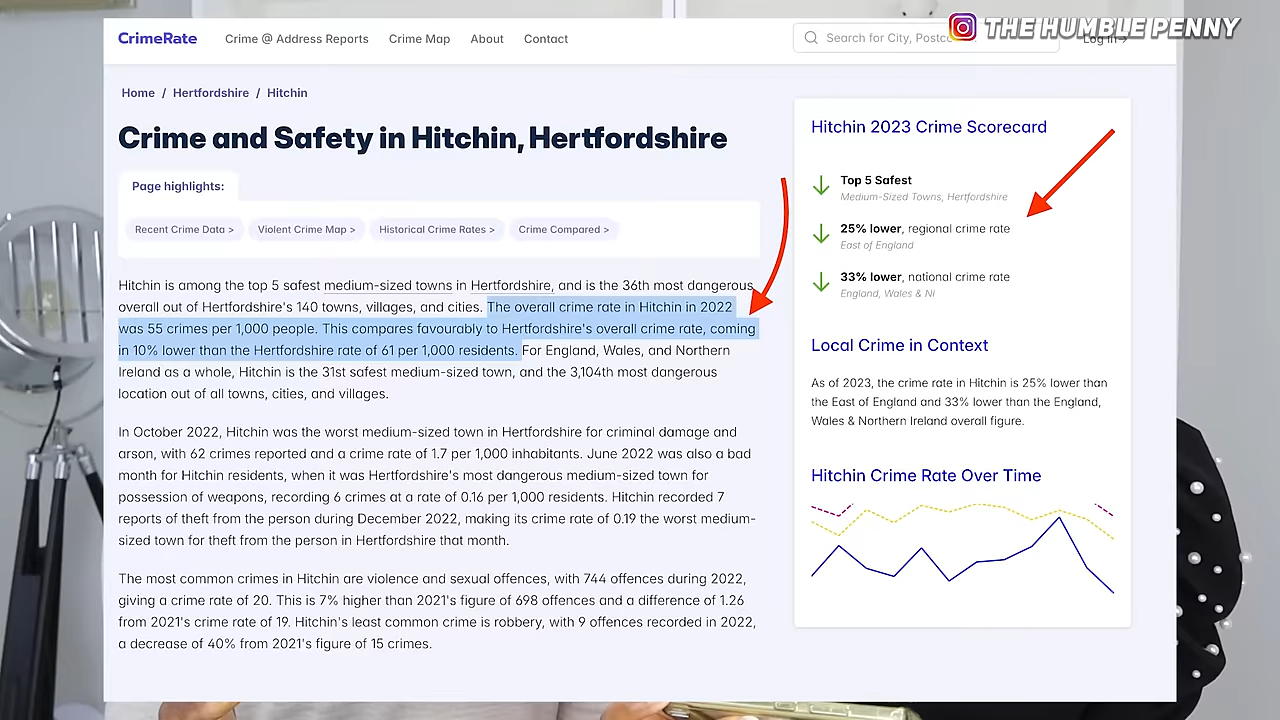 THE HUMBLE PENNY
CrimeRate
Crime @ Address Reports
Crime Map
About
Contact
Search for City, Postco
Log In
Home / Hertfordshire / Hitchin
Crime and Safety in Hitchin, Hertfordshire
Page highlights:
Recent Crime Data >
Violent Crime Map >
Historical Crime Rates >
Crime Compared >
Hitchin is among the top 5 safest medium-sized towns in Hertfordshire, and is the 36th most dangerous
overall out of Hertfordshire's 140 towns, villages, and cities. The overall crime rate in Hitchin in 2022
was 55 crimes per 1,000 people. This compares favourably to Hertfordshire's overall crime rate, coming
in 10% lower than the Hertfordshire rate of 61 per 1,000 residents. For England, Wales, and Northern
Ireland as a whole, Hitchin is the 31st safest medium-sized town, and the 3,104th most dangerous
location out of all towns, cities, and villages.
In October 2022, Hitchin was the worst medium-sized town in Hertfordshire for criminal damage and
arson, with 62 crimes reported and a crime rate of 1.7 per 1,000 inhabitants. June 2022 was also a bad
month for Hitchin residents, when it was Hertfordshire's most dangerous medium-sized town for
possession of weapons, recording 6 crimes at a rate of 0.16 per 1,000 residents. Hitchin recorded 7
reports of theft from the person during December 2022, making its crime rate of 0.19 the worst medium-
sized town for theft from the person in Hertfordshire that month.
The most common crimes in Hitchin are violence and sexual offences, with 744 offences during 2022,
giving a crime rate of 20. This is 7% higher than 2021's figure of 698 offences and a difference of 1.26
from 2021's crime rate of 19. Hitchin's least common crime is robbery, with 9 offences recorded in 2022,
a decrease of 40% from 2021's figure of 15 crimes.
Hitchin 2023 Crime Scorecard
Top 5 Safest
Medium-Sized Towns, Hertfordshire
25% lower, regional crime rate
East of England
33% lower, national crime rate
England, Wales & NI
Local Crime in Context
As of 2023, the crime rate in Hitchin is 25% lower than
the East of England and 33% lower than the England,
Wales & Northern Ireland overall figure.
Hitchin Crime Rate Over Time